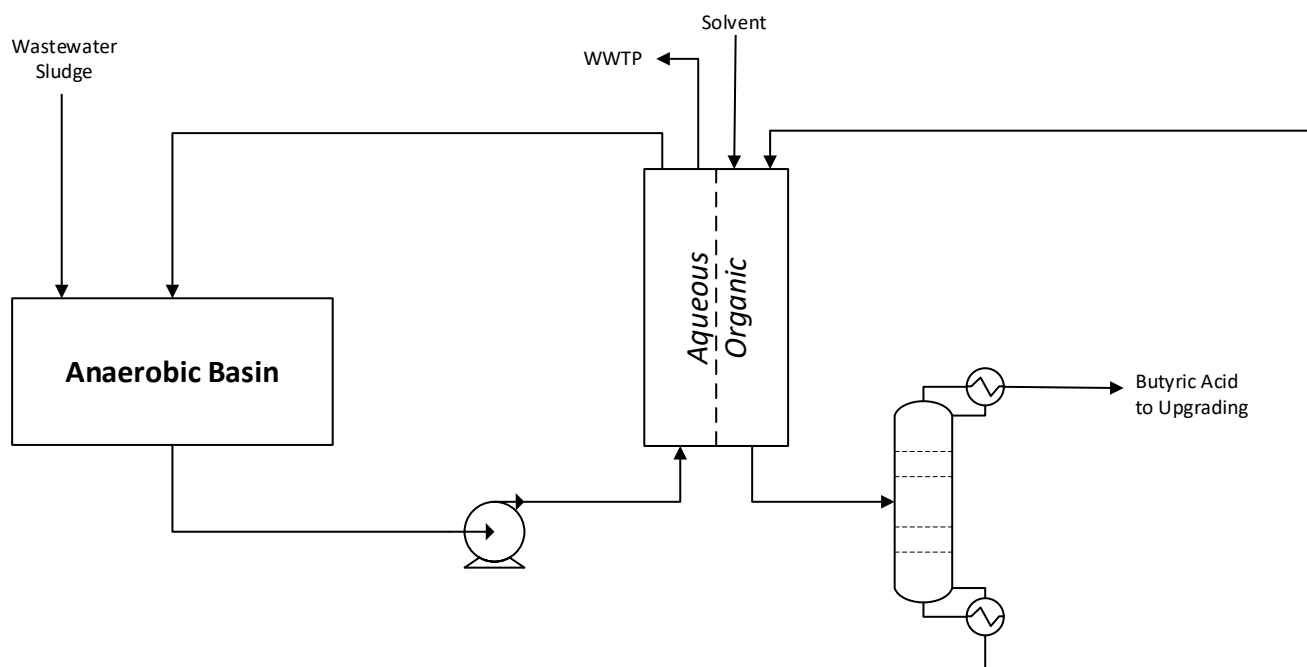 Solvent
Wastewater
Sludge
WWTP
Aqueous
Organic
Anaerobic Basin
Butyric Acid
to Upgrading